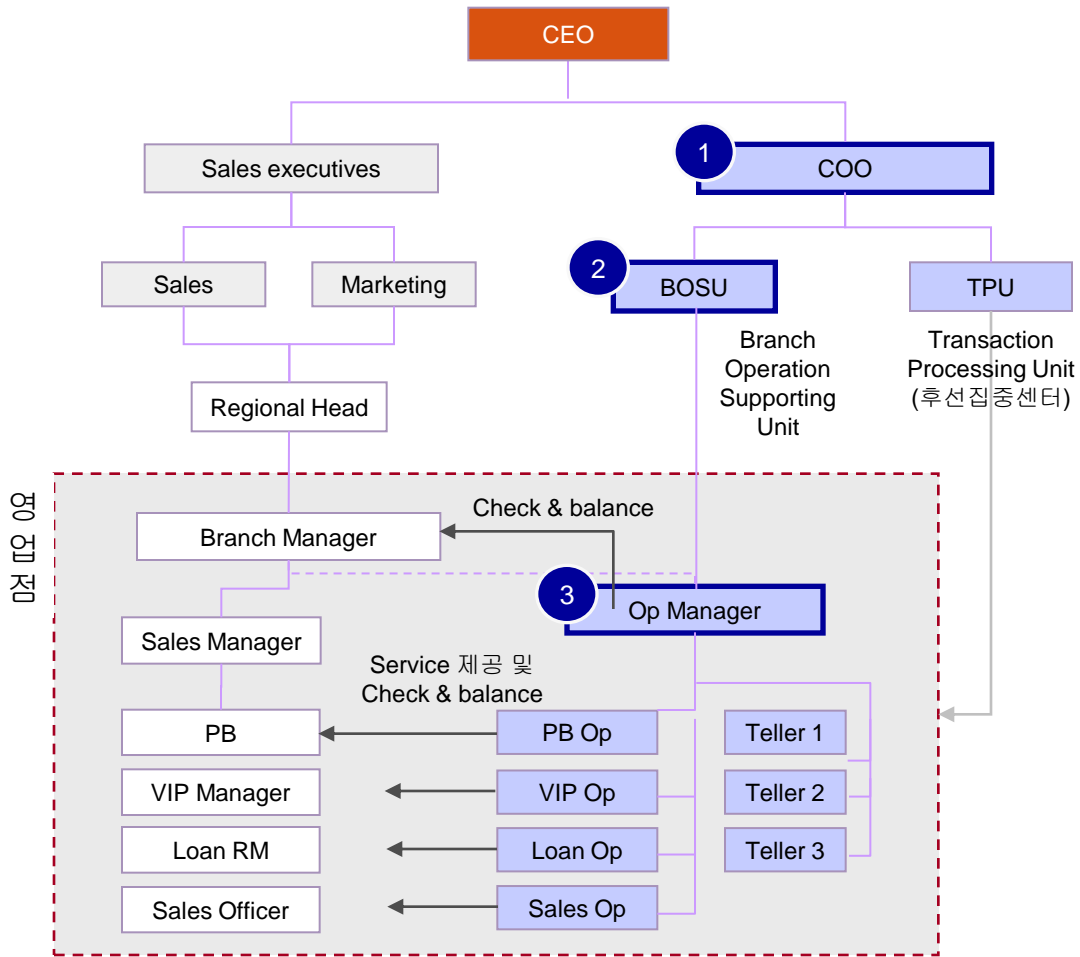 CEO
Sales executives
1
COO
Sales
Marketing
2
BOSU
TPU
Branch
Operation
Supporting
Unit
Transaction
Processing Unit
(후선집중센터)
Regional Head
영업점
Check & balance
Branch Manager
3
Op Manager
Sales Manager
Service 제공 및
Check & balance
PB
PB Op
Teller 1
VIP Manager
VIP Op
Teller 2
Loan RM
Loan Op
Teller 3
Sales Officer
Sales Op